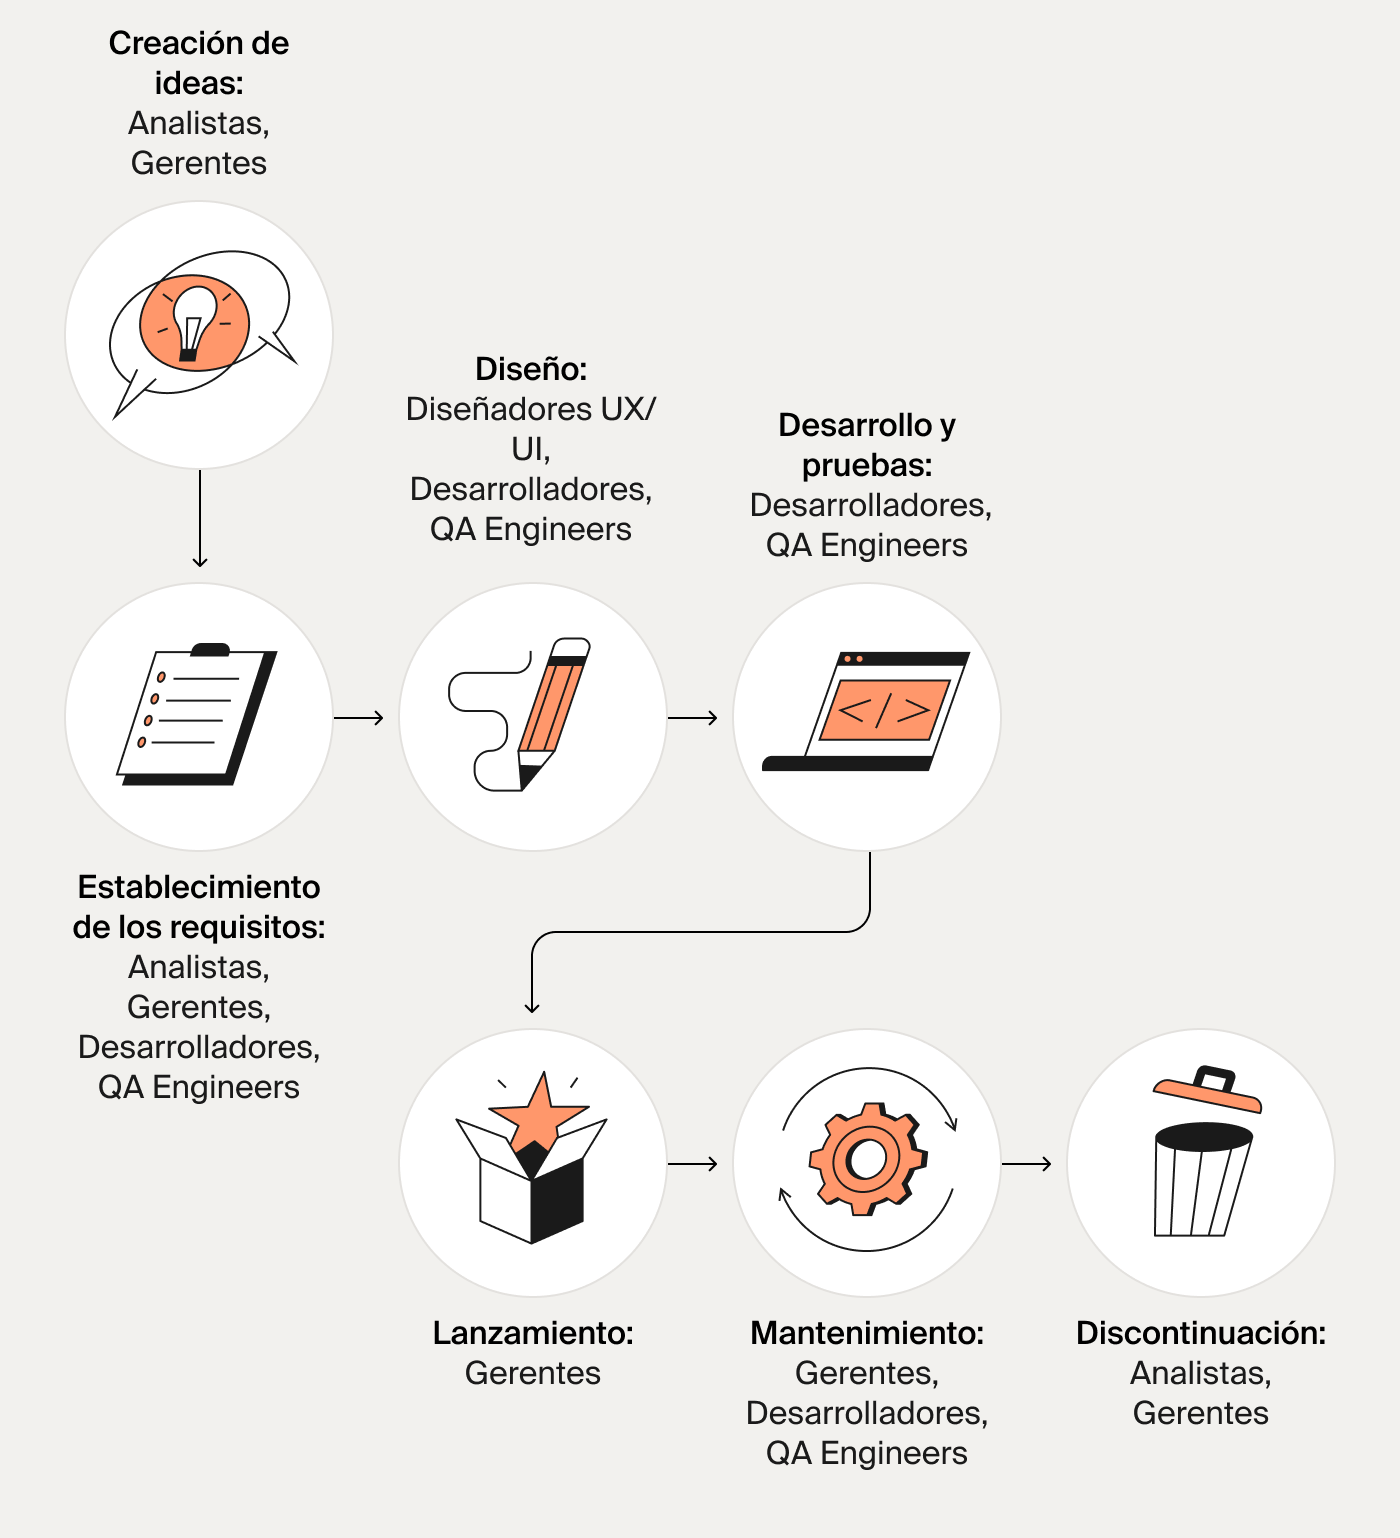 Creación de
ideas:
Analistas,
Gerentes
Diseño:
Diseñadores UX/
UI,
Desarrolladores,
QA Engineers
Desarrollo y
pruebas:
Desarrolladores,
QA Engineers
</>
Establecimiento
de los requisitos:
Analistas,
Gerentes,
Desarrolladores,
QA Engineers
Lanzamiento:
Gerentes
Mantenimiento:
Gerentes,
Desarrolladores,
QA Engineers
Discontinuación:
Analistas,
Gerentes